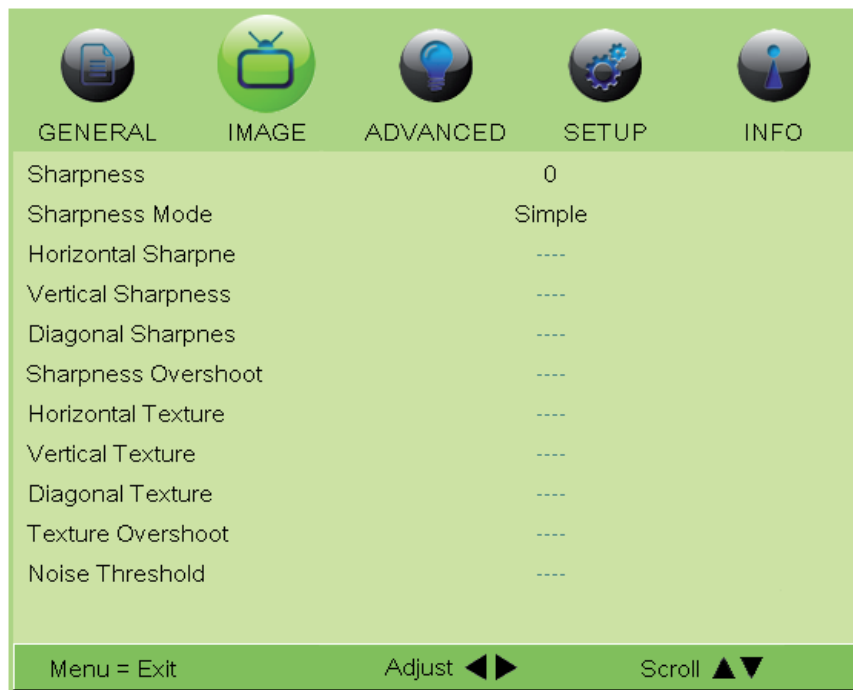 GENERAL IMAGE ADVANCED SETUP INFO
Sharpness 0
Sharpness Mode Simple
Horizontal Sharpne ----
Vertical Sharpness ----
Diagonal Sharpnes ----
Sharpness Overshoot ----
Horizontal Texture ----
Vertical Texture ----
Diagonal Texture ----
Texture Overshoot ----
Noise Threshold ----
Menu = Exit Adjust ◀▶ Scroll ▲▼